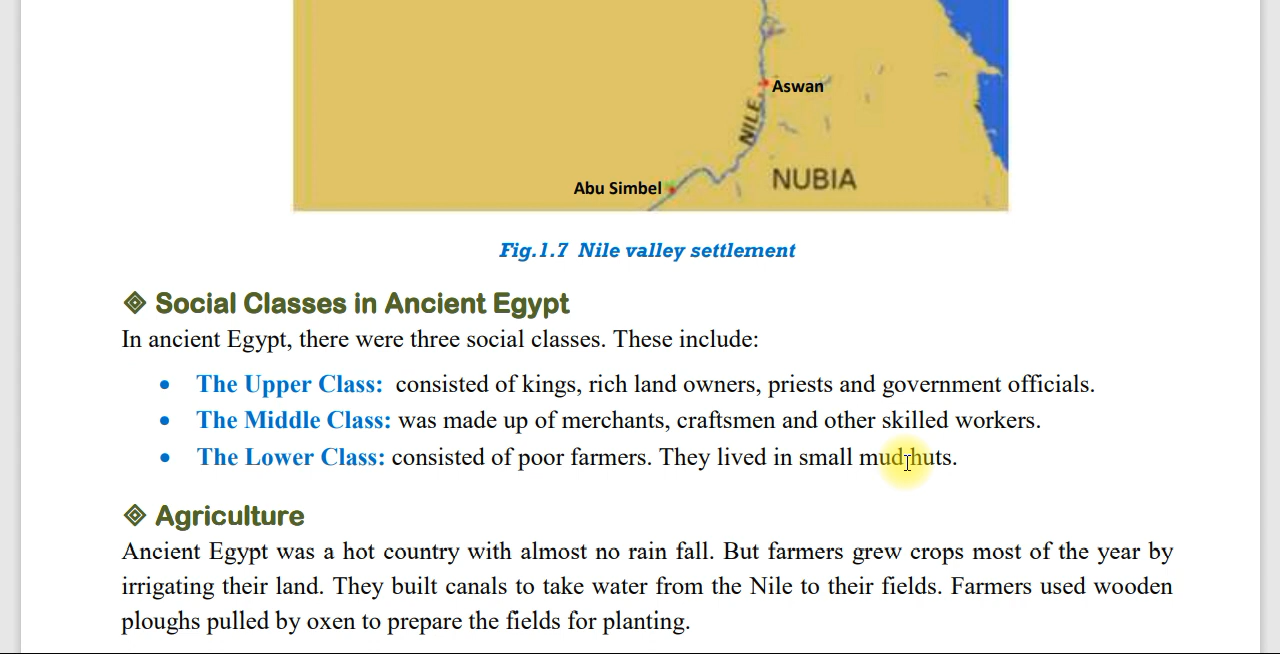 Aswan
NILE
Abu Simbel
NUBIA
Fig.1.7 Nile valley settlement
Social Classes in Ancient Egypt
In ancient Egypt, there were three social classes. These include:
• The Upper Class: consisted of kings, rich land owners, priests and government officials.
• The Middle Class: was made up of merchants, craftsmen and other skilled workers.
• The Lower Class: consisted of poor farmers. They lived in small mud huts.
Agriculture
Ancient Egypt was a hot country with almost no rain fall. But farmers grew crops most of the year by
irrigating their land. They built canals to take water from the Nile to their fields. Farmers used wooden
ploughs pulled by oxen to prepare the fields for planting.